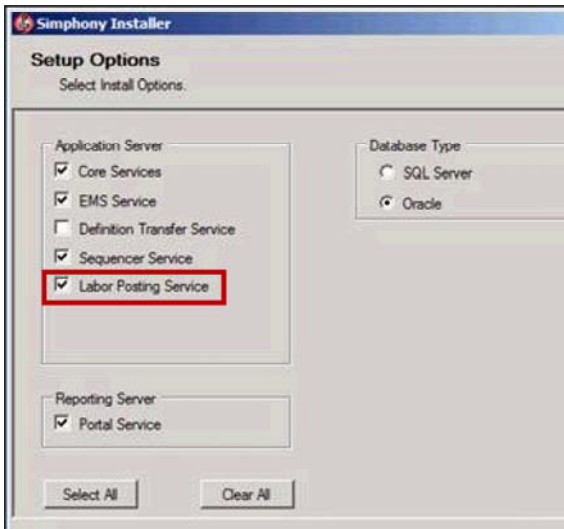 Simphony Installer
Setup Options
Select Install Options.
Application Server
Core Services
EMS Service
Definition Transfer Service
Sequencer Service
Labor Posting Service
Database Type
SQL Server
Oracle
Reporting Server
Portal Service
Select All
Clear All